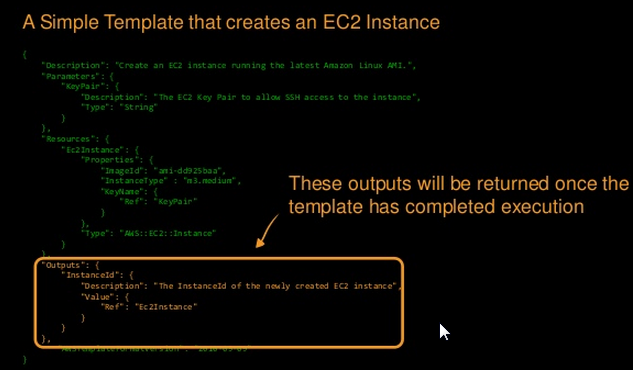 A Simple Template that creates an EC2 Instance
{
"Description": "Create an EC2 instance running the latest Amazon Linux AMI.",
"Parameters": {
"KeyPair": {
"Description": "The EC2 Key Pair to allow SSH access to the instance",
"Type": "String"
}
},
"Resources": {
"Ec2Instance": {
"Properties": {
"ImageId": "ami-dd925baa",
"InstanceType" : "m3.medium",
"KeyName": {
"Ref": "KeyPair"
}
},
"Type": "AWS::EC2::Instance"
}
},
These outputs will be returned once the
template has completed execution
"Outputs": {
"InstanceId": {
"Description": "The InstanceId of the newly created EC2 instance",
"Value": {
"Ref": "Ec2Instance"
}
}
},
"AWSTemplateFormatVersion": "2010-09-09"
}